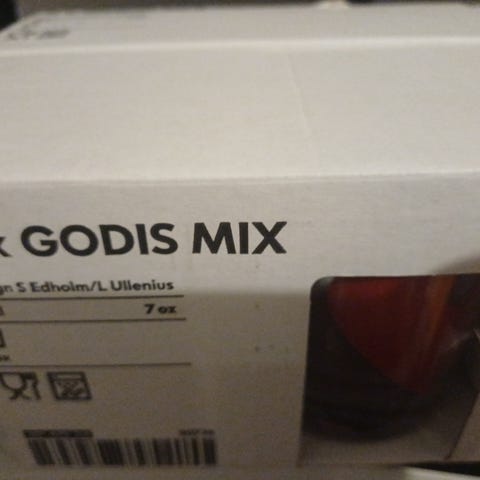 x GODIS MIX
gn S Edholm/L Ullenius
7 oz